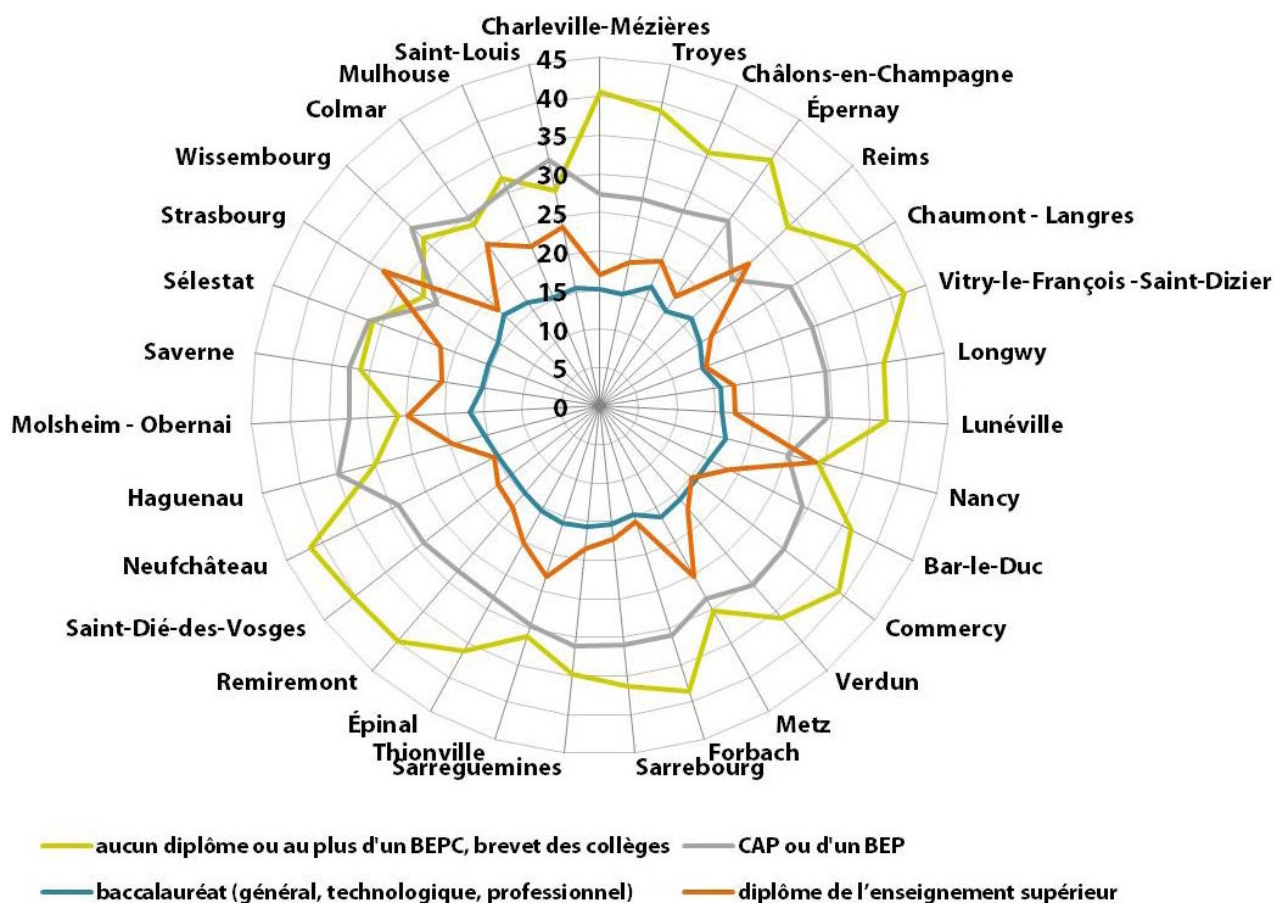 Charleville-Mézières
Troyes
Châlons-en-Champagne
Épernay
Reims
Chaumont - Langres
Vitry-le-François -Saint-Dizier
Longwy
Lunéville
Nancy
Bar-le-Duc
Commercy
Verdun
Metz
Forbach
Sarrebourg
Sarreguemines
Thionville
Épinal
Remiremont
Saint-Dié-des-Vosges
Neufchâteau
Haguenau
Molsheim - Obernai
Saverne
Sélestat
Strasbourg
Wissembourg
Colmar
Mulhouse
Saint-Louis
45
40
35
30
25
20
15
10
5
0
aucun diplôme ou au plus d'un BEPC, brevet des collèges
CAP ou d'un BEP
baccalauréat (général, technologique, professionnel)
diplôme de l'enseignement supérieur